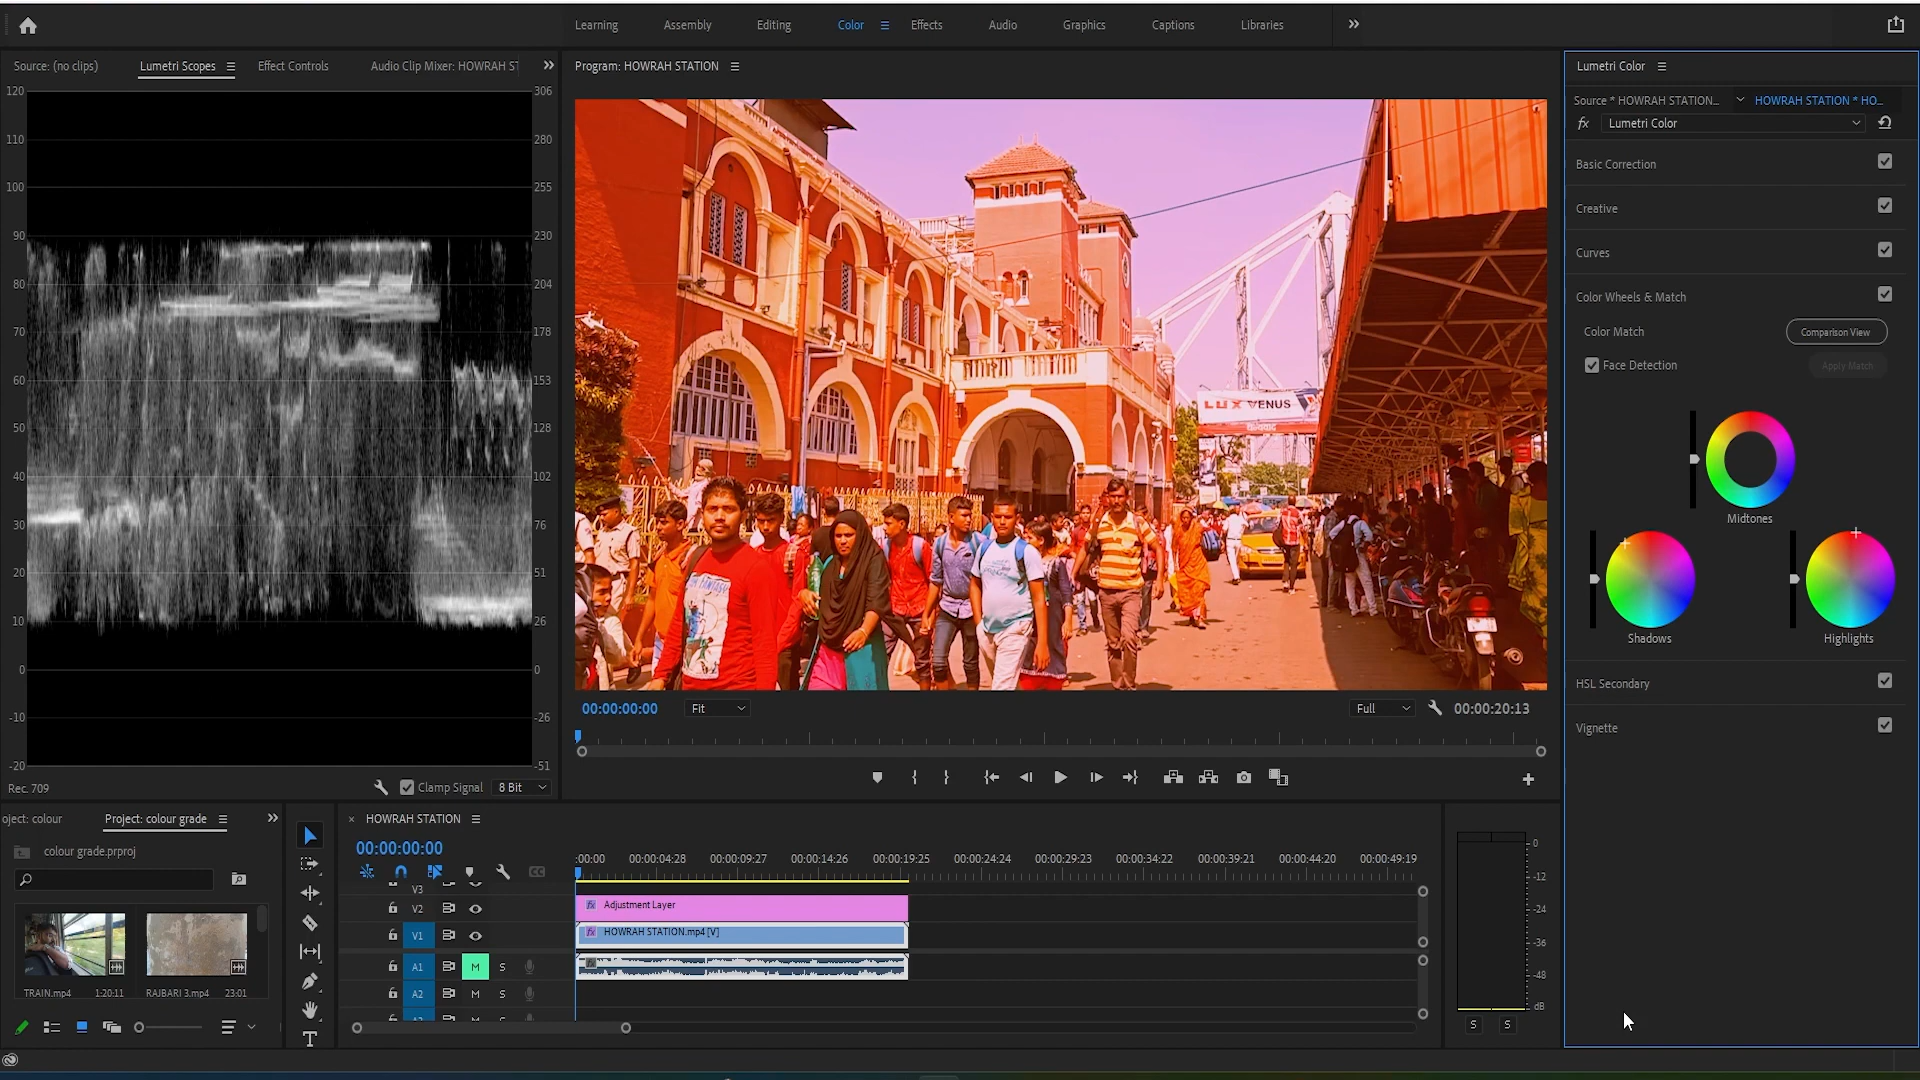 Learning
Assembly
Editing
Color
Effects
Audio
Graphics
Captions
Libraries
Source: (no clips)
Lumetri Scopes
Effect Controls
Audio Clip Mixer: HOWRAH ST
Program: HOWRAH STATION
Lumetri Color
Source * HOWRAH STATION...
HOWRAH STATION * HO...
fx
Lumetri Color
Basic Correction
Creative
Curves
Color Wheels & Match
Color Match
Comparison View
Face Detection
Apply Match
Midtones
Shadows
Highlights
HSL Secondary
Vignette
120
110
100
90
80
70
60
50
40
30
20
10
0
-10
-20
306
280
255
230
204
178
153
128
102
76
51
26
0
-26
-51
Rec. 709
Clamp Signal
8 Bit
LUX VENUS
00:00:00:00
Fit
Full
00:00:20:13
oject: colour
Project: colour grade
colour grade.prproj
TRAIN.mp4
1:20:11
RAJBARI 3.mp4
23:01
× HOWRAH STATION
00:00:00:00
:00:00
00:00:04:28
00:00:09:27
00:00:14:26
00:00:19:25
00:00:24:24
00:00:29:23
00:00:34:22
00:00:39:21
00:00:44:20
00:00:49:19
V3
V2
fx Adjustment Layer
V1
fx HOWRAH STATION.mp4 [V]
A1
M
S
fx
A2
M
S
0
-12
-24
-36
-48
dB
S
S